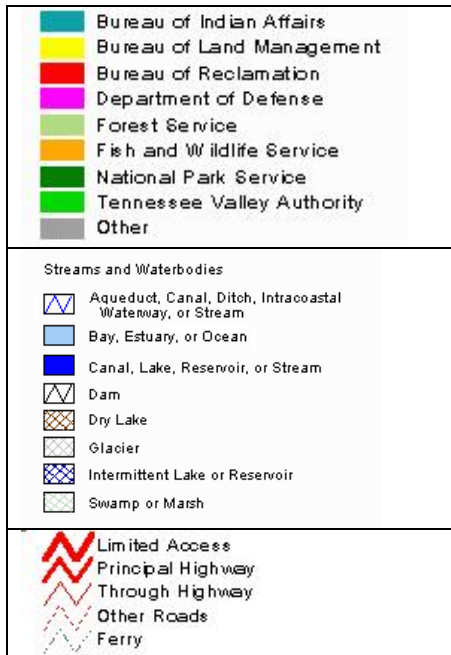 Bureau of Indian Affairs
Bureau of Land Management
Bureau of Reclamation
Department of Defense
Forest Service
Fish and Wildlife Service
National Park Service
Tennessee Valley Authority
Other
Streams and Waterbodies
Aqueduct, Canal, Ditch, Intracoastal
Waterway, or Stream
Bay, Estuary, or Ocean
Canal, Lake, Reservoir, or Stream
Dam
Dry Lake
Glacier
Intermittent Lake or Reservoir
Swamp or Marsh
Limited Access
Principal Highway
Through Highway
Other Roads
Ferry